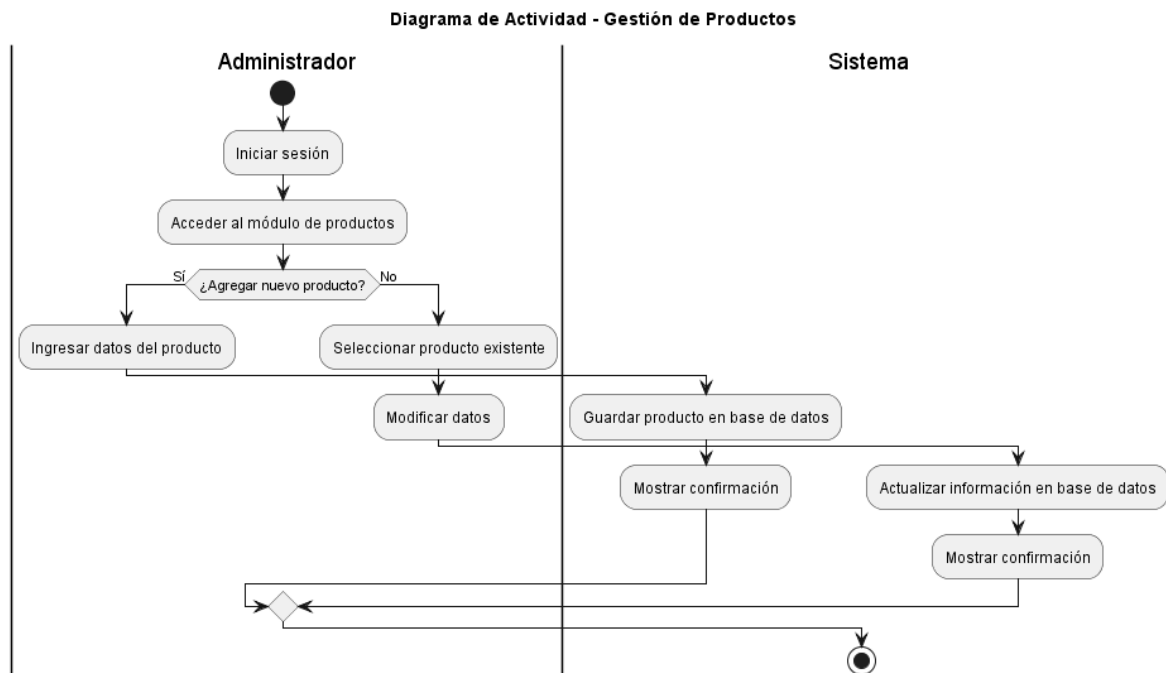 Diagrama de Actividad - Gestión de Productos
Administrador
Sistema
Iniciar sesión
Acceder al módulo de productos
¿Agregar nuevo producto?
Sí
No
Ingresar datos del producto
Seleccionar producto existente
Modificar datos
Guardar producto en base de datos
Mostrar confirmación
Actualizar información en base de datos
Mostrar confirmación